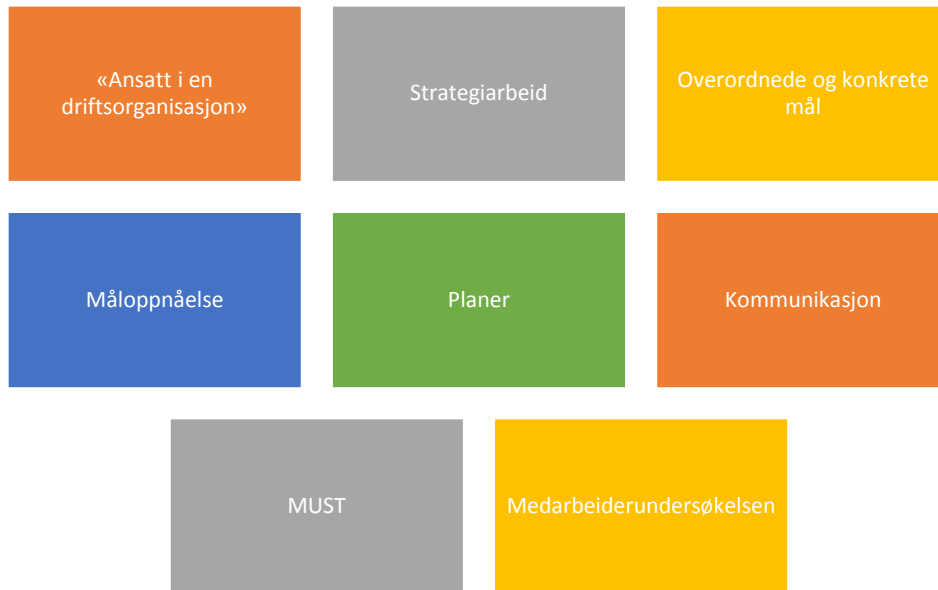 «Ansatt i en
driftsorganisasjon»
Strategiarbeid
Overordnede og konkrete
mål
Måloppnåelse
Planer
Kommunikasjon
MUST
Medarbeiderundersøkelsen